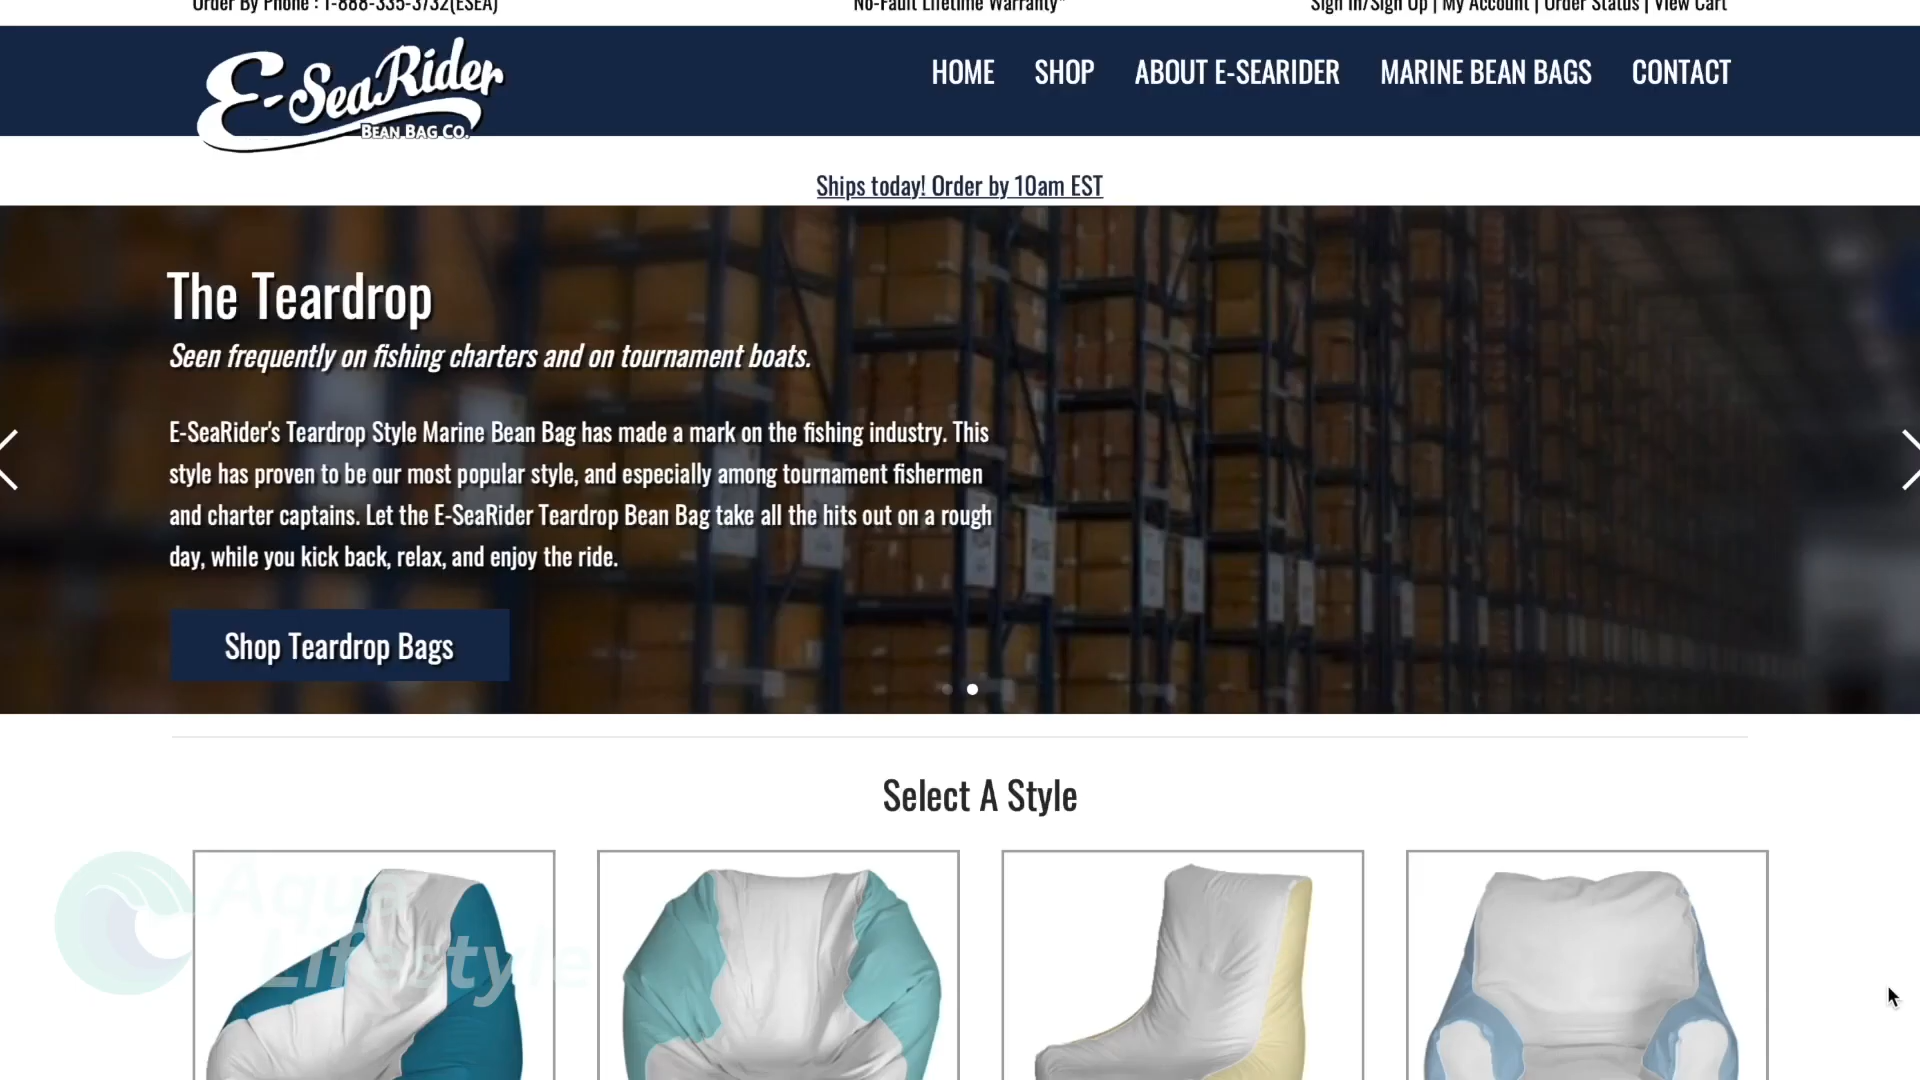 Order By Phone : 1-888-335-3732(ESEA)
No-Fault Lifetime Warranty*
Sign In/Sign Up | My Account | Order Status | View Cart
E-SeaRider
BEAN BAG CO.
HOME
SHOP
ABOUT E-SEARIDER
MARINE BEAN BAGS
CONTACT
Ships today! Order by 10am EST
The Teardrop
Seen frequently on fishing charters and on tournament boats.
E-SeaRider's Teardrop Style Marine Bean Bag has made a mark on the fishing industry. This
style has proven to be our most popular style, and especially among tournament fishermen
and charter captains. Let the E-SeaRider Teardrop Bean Bag take all the hits out on a rough
day, while you kick back, relax, and enjoy the ride.
Shop Teardrop Bags
Select A Style
Aqua
Lifestyle